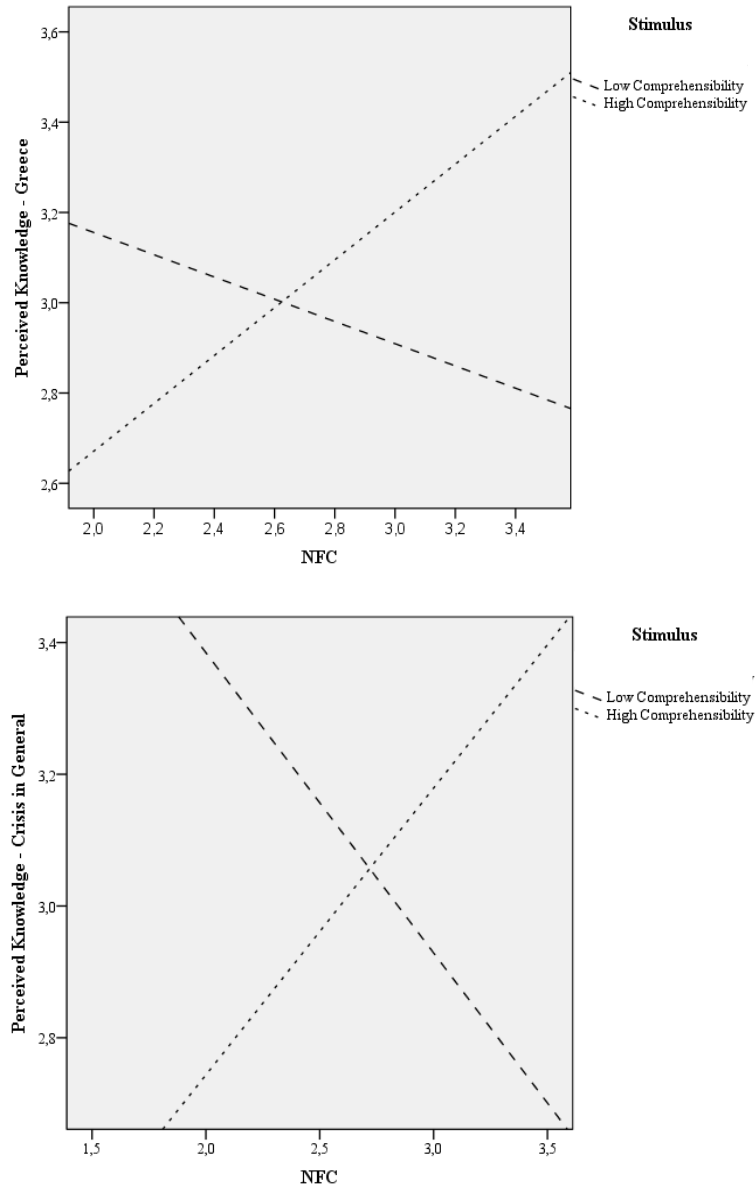 Stimulus
Low Comprehensibility
High Comprehensibility
Perceived Knowledge - Greece
3,6
3,4
3,2
3,0
2,8
2,6
2,0 2,2 2,4 2,6 2,8 3,0 3,2 3,4
NFC
Stimulus
Low Comprehensibility
High Comprehensibility
Perceived Knowledge - Crisis in General
3,4
3,2
3,0
2,8
1,5 2,0 2,5 3,0 3,5
NFC